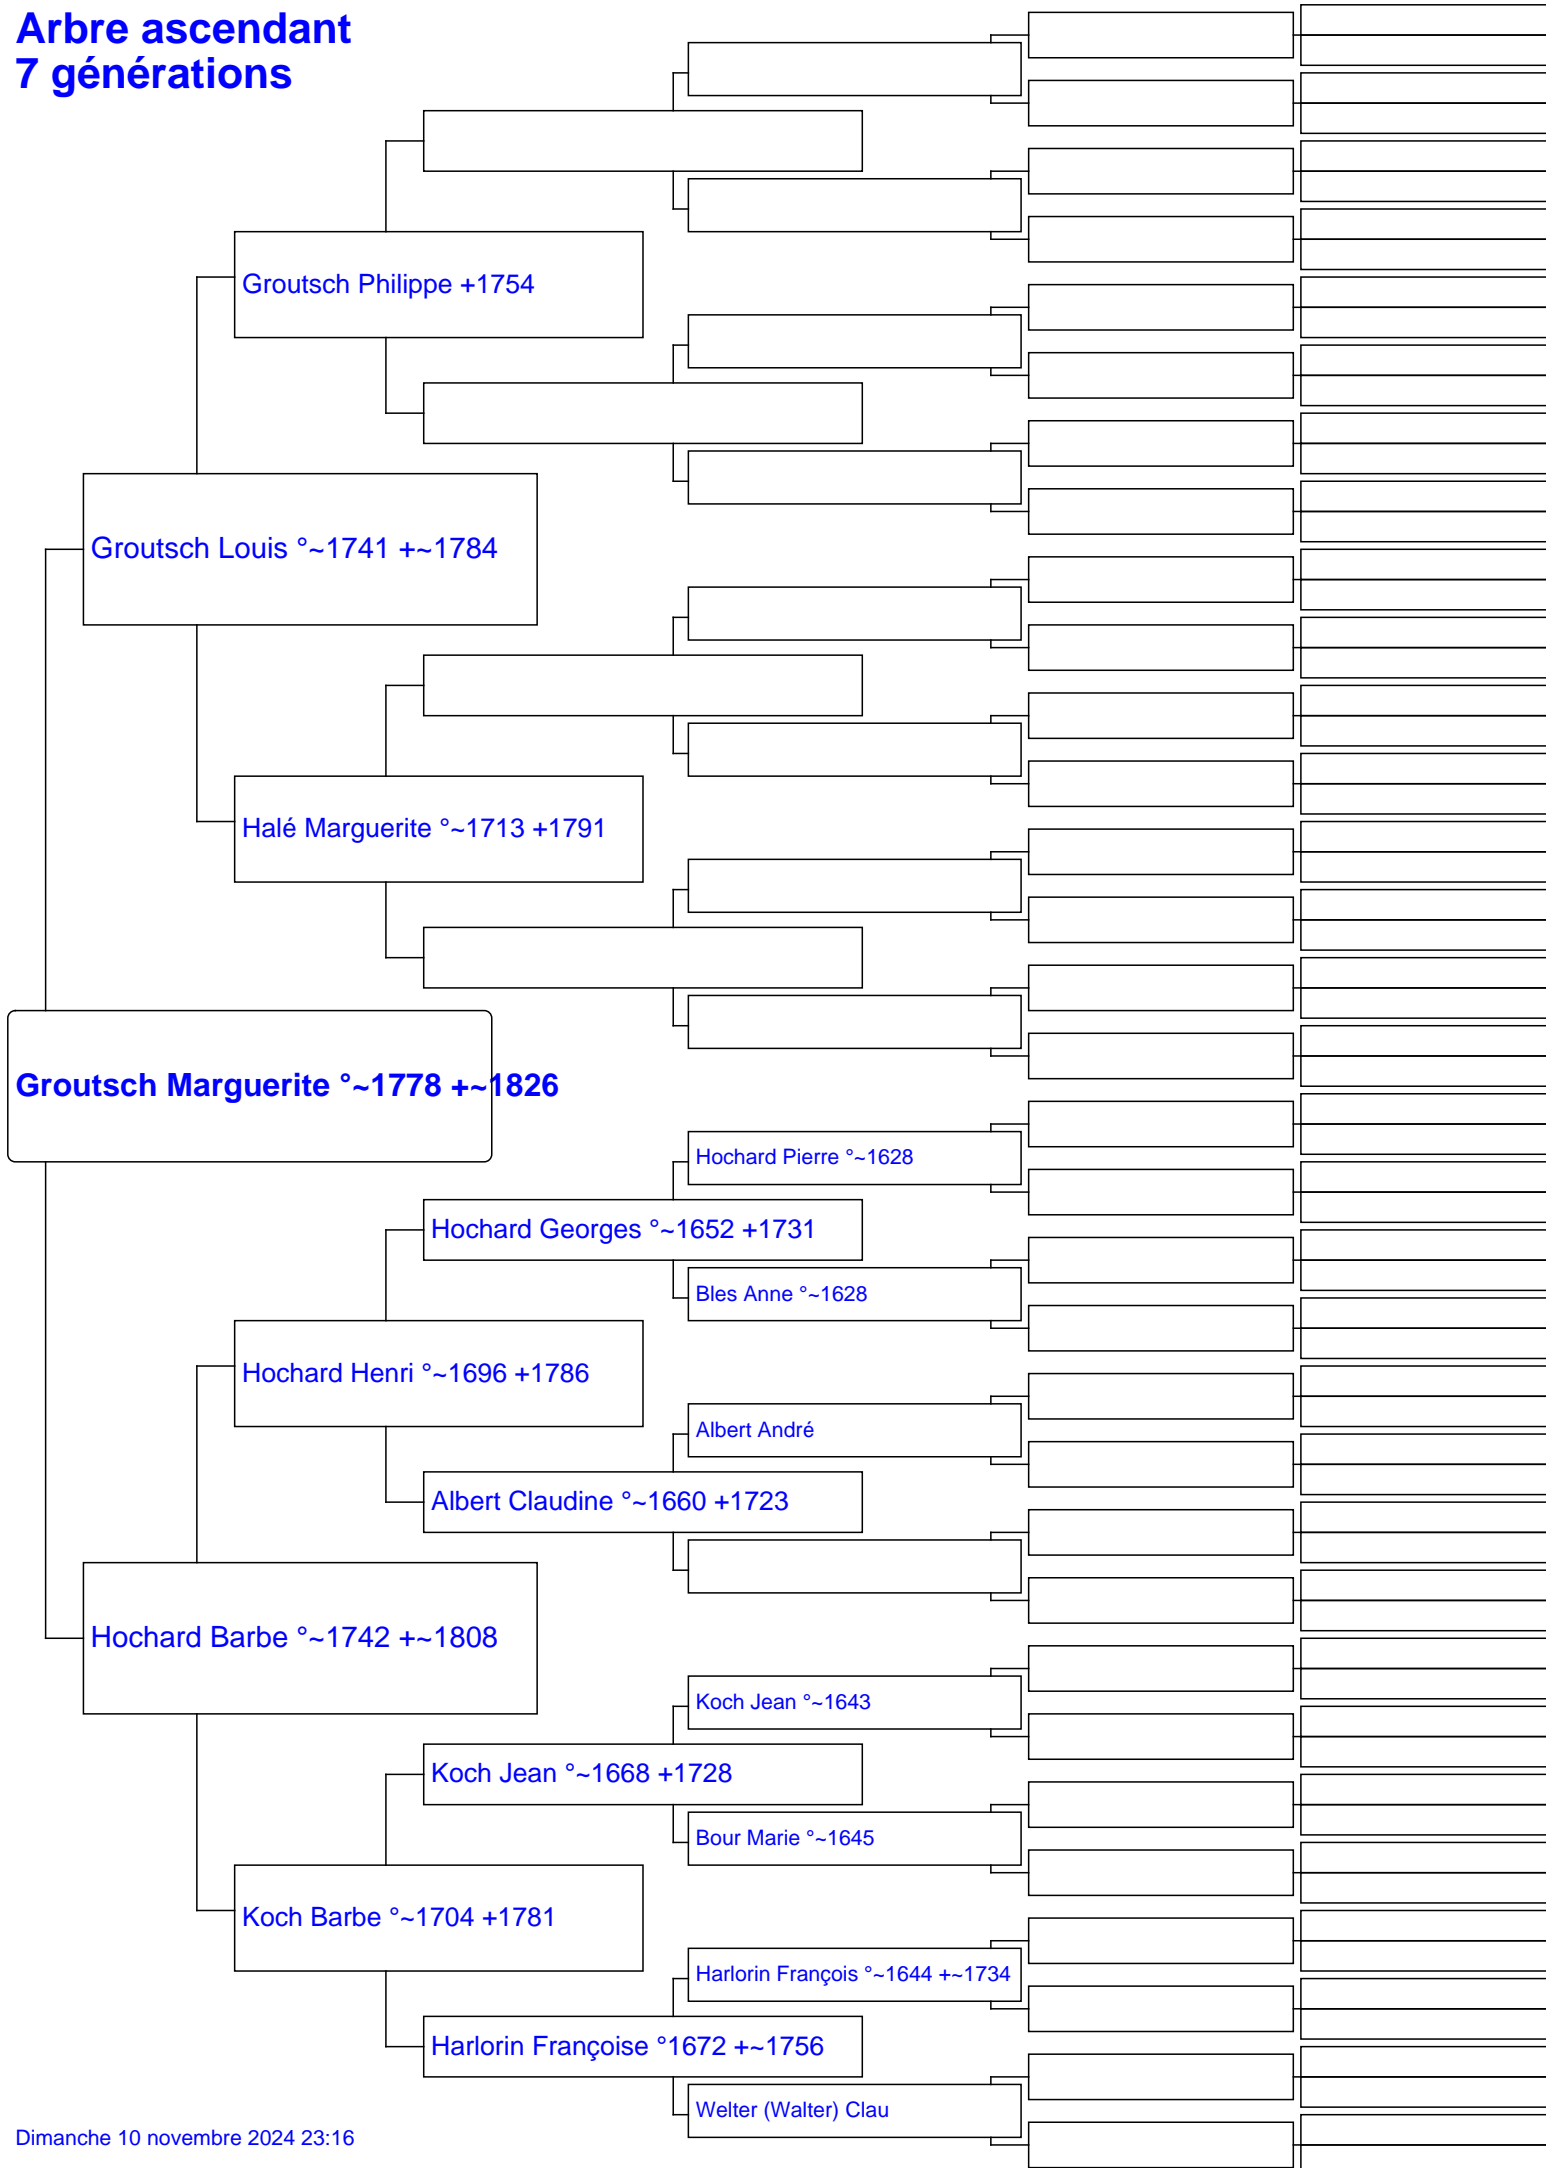 Arbre ascendant
7 générations
Groutsch Philippe +1754
Groutsch Louis °~1741 +~1784
Halé Marguerite °~1713 +1791
Groutsch Marguerite °~1778 +~1826
Hochard Pierre °~1628
Hochard Georges °~1652 +1731
Bles Anne °~1628
Hochard Henri °~1696 +1786
Albert André
Albert Claudine °~1660 +1723
Hochard Barbe °~1742 +~1808
Koch Jean °~1643
Koch Jean °~1668 +1728
Bour Marie °~1645
Koch Barbe °~1704 +1781
Harlorin François °~1644 +~1734
Harlorin Françoise °1672 +~1756
Welter (Walter) Clau
Dimanche 10 novembre 2024 23:16